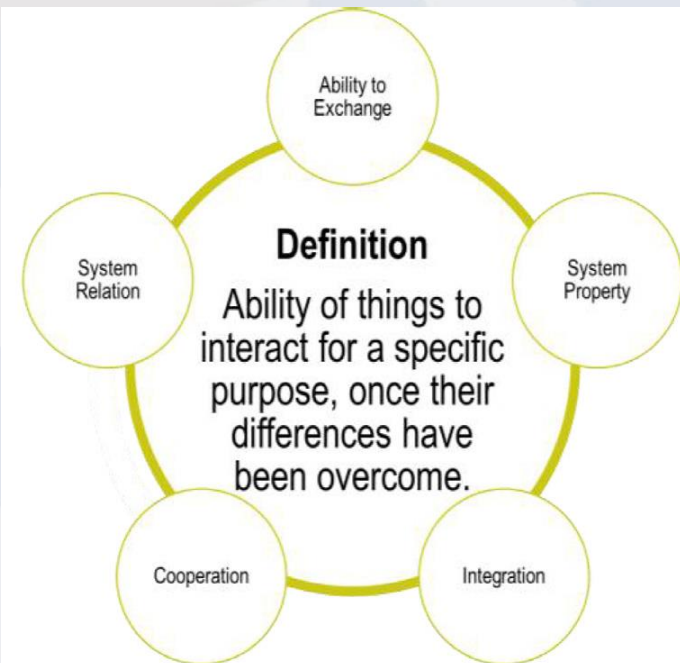 Ability to
Exchange
System
Property
Integration
Cooperation
System
Relation
Definition
Ability of things to
interact for a specific
purpose, once their
differences have
been overcome.